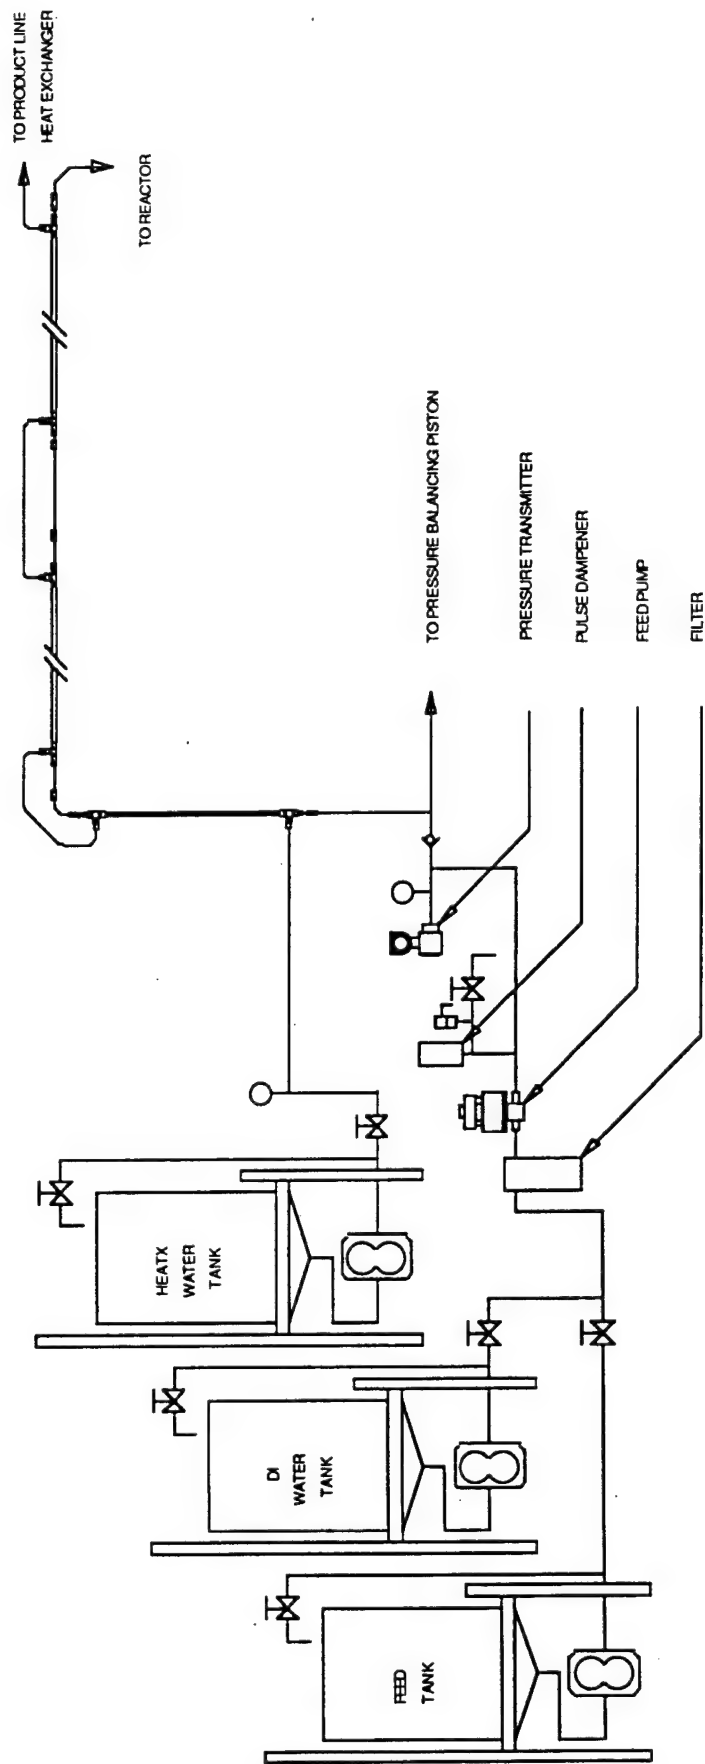 TO PRODUCT LINE
HEAT EXCHANGER
TO REACTOR
TO PRESSURE BALANCING PISTON
PRESSURE TRANSMITTER
PULSE DAMPENER
FEED PUMP
FILTER
HEATX
WATER
TANK
DI
WATER
TANK
FEED
TANK